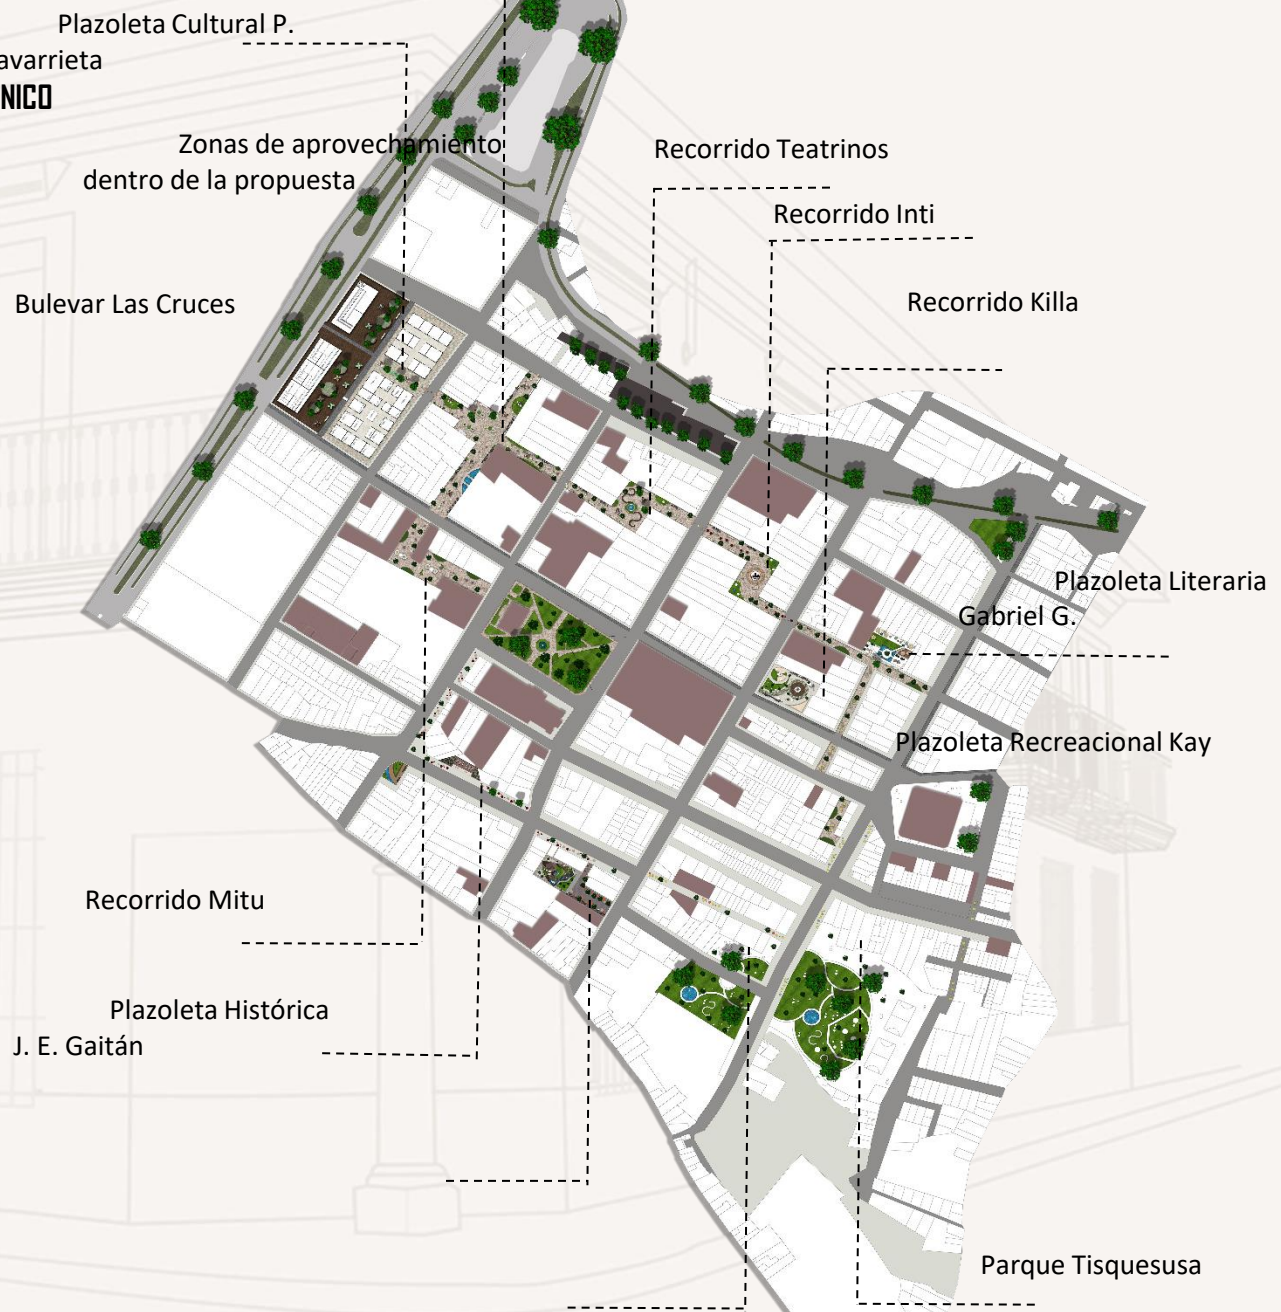 Plazoleta Cultural P.
avarrieta
NICO
Zonas de aprovechamiento
dentro de la propuesta
Recorrido Teatrinos
Recorrido Inti
Bulevar Las Cruces
Recorrido Killa
Plazoleta Literaria
Gabriel G.
Plazoleta Recreacional Kay
Recorrido Mitu
Plazoleta Histórica
J. E. Gaitán
Parque Tisquesusa